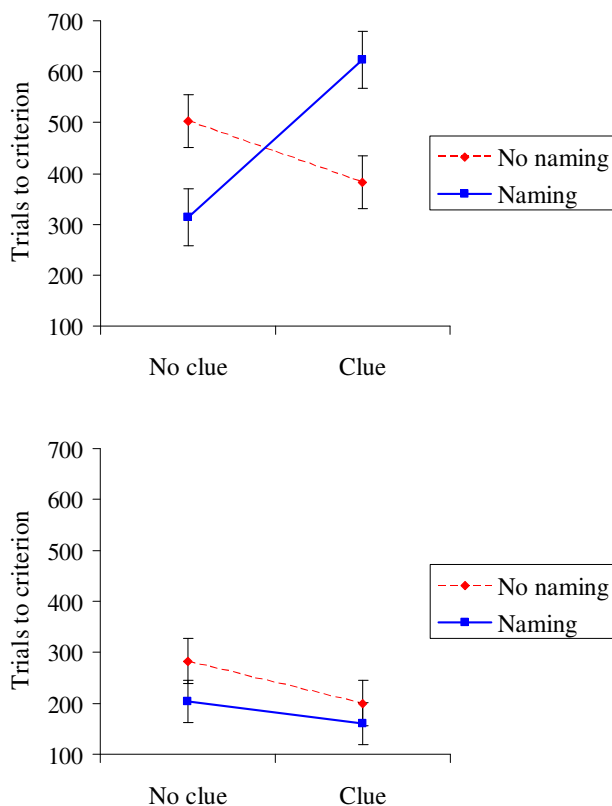 700
600
500
400
300
200
100
Trials to criterion
No clue
Clue
No naming
Naming
700
600
500
400
300
200
100
Trials to criterion
No clue
Clue
No naming
Naming